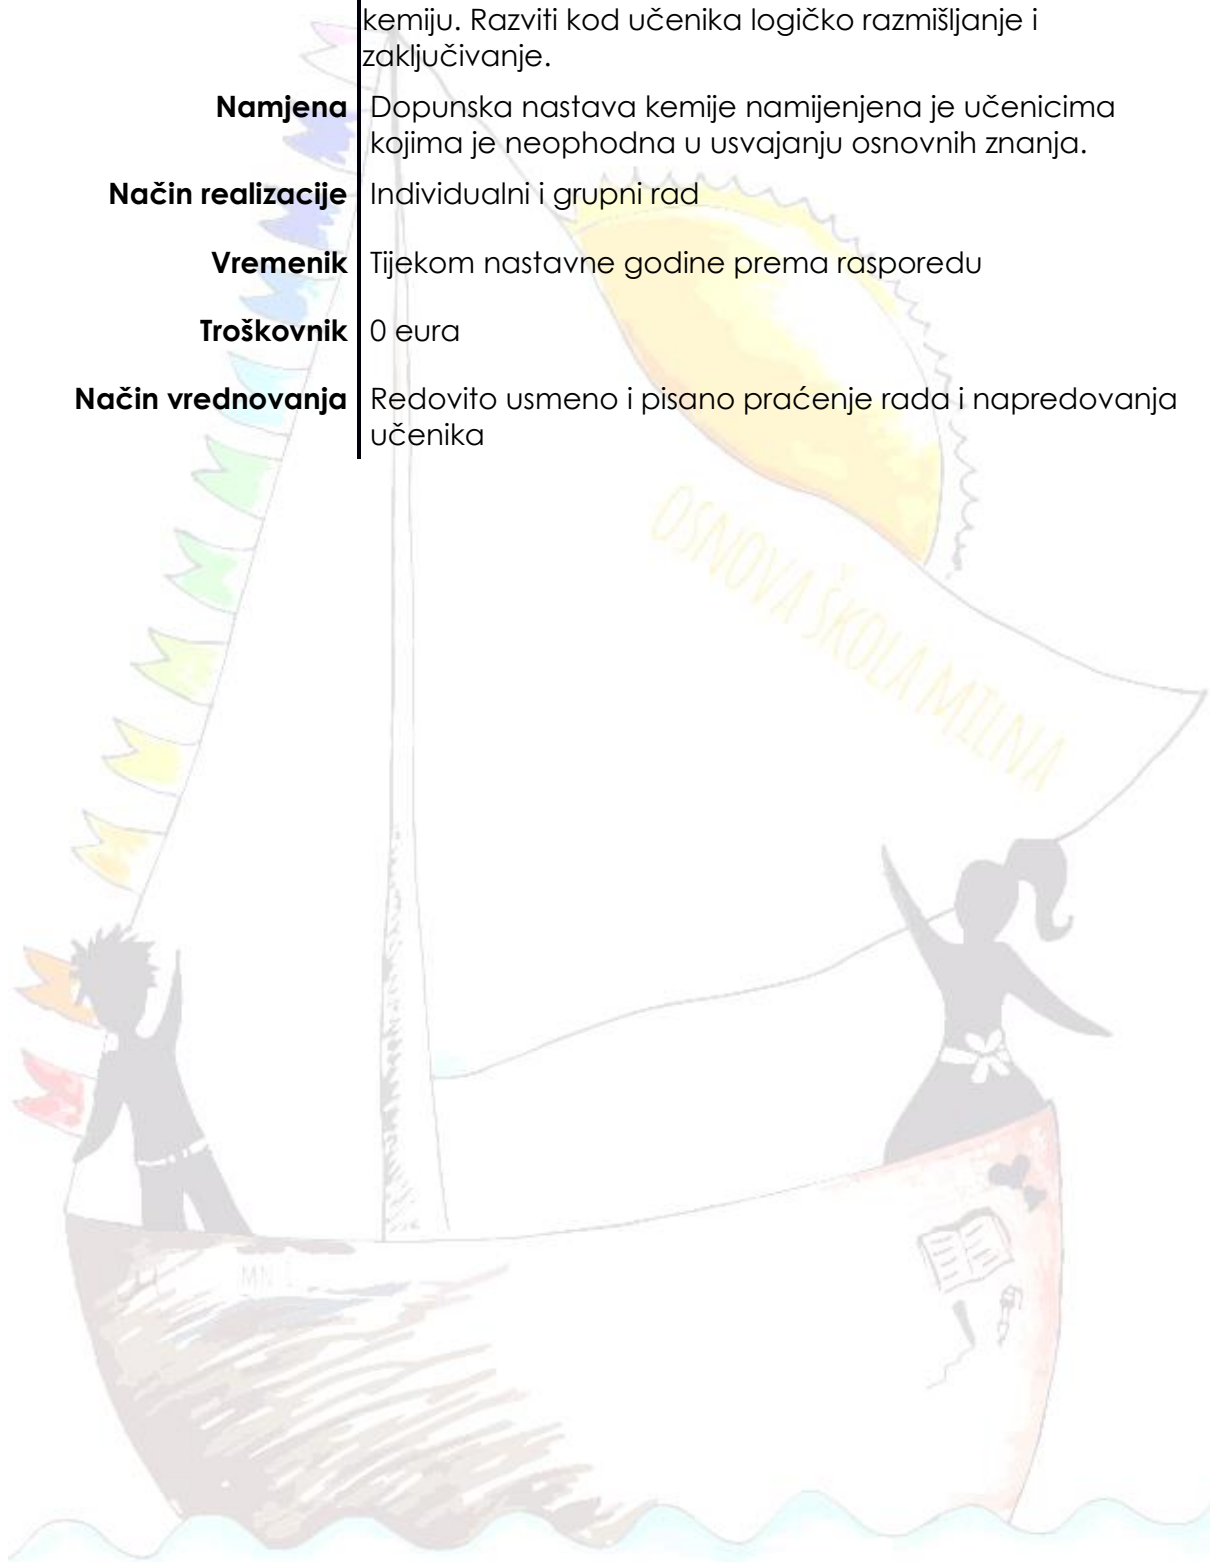 kemiju. Razviti kod učenika logičko razmišljanje i
zaključivanje.
Namjena Dopunska nastava kemije namijenjena je učenicima
kojima je neophodna u usvajanju osnovnih znanja.
Način realizacije Individualni i grupni rad
Vremenik Tijekom nastavne godine prema rasporedu
Troškovnik 0 eura
Način vrednovanja Redovito usmeno i pisano praćenje rada i napredovanja
učenika
OSNOVA ŠKOLA MILNA